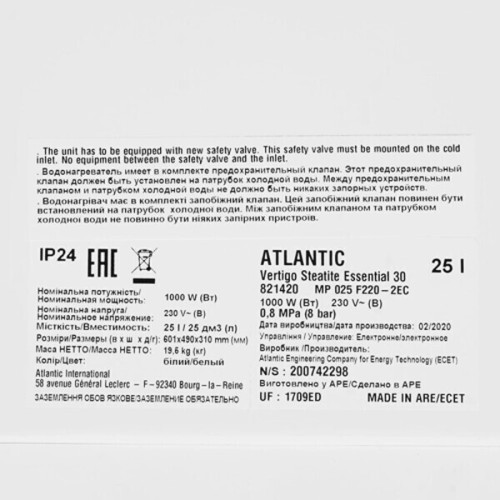 . The unit has to be equipped with new safety valve. This safety valve must be mounted on the cold
inlet. No equipment between the safety valve and the inlet.
. Водонагреватель имеет в комплекте предохранительный клапан. Этот предохранительный
клапан должен быть установлен на патрубок холодной воды. Между предохранительным
клапаном и патрубком холодной воды не должно быть никаких запорных устройств.
. Водонагрівач має в комплекті запобіжний клапан. Цей запобіжний клапан повинен бути
встановлений на патрубок холодної води. Між запобіжним клапаном та патрубком
холодної води не повинно бути ніяких запірних пристроїв.
IP24 EAC
Номінальна потужність/
Номинальная мощность: 1000 W (Вт)
Номінальна напруга/
Номинальное напряжение: 230 V~ (В)
Місткість/Вместимость: 25 l / 25 дм3 (л)
Розміри/Размеры (в х ш х д/г): 601x490x310 mm (мм)
Маса НЕТТО/Масса НЕТТО: 19,6 kg (кг)
Колір/Цвет: білий/белый
Atlantic International
58 avenue Général Leclerc - F - 92340 Bourg -la - Reine
ЗАЗЕМЛЕННЯ ОБОВ ЯЗКОВЕ/ЗАЗЕМЛЕНИЕ ОБЯЗАТЕЛЬНО
ATLANTIC 25 l
Vertigo Steatite Essential 30
821420 MP 025 F220-2EC
1000 W (Вт) 230 V~ (В)
0,8 MPa (8 bar)
Дата виробництва/дата производства 02/2020
Управління / Управление : Електронне/электронное
Atlantic Engineering Company for Energy Technology (ECET)
N/S : 200742298
Виготовлено у АРЕ/Сделано в АРЕ
UF : 1709ED MADE IN ARE/ECET